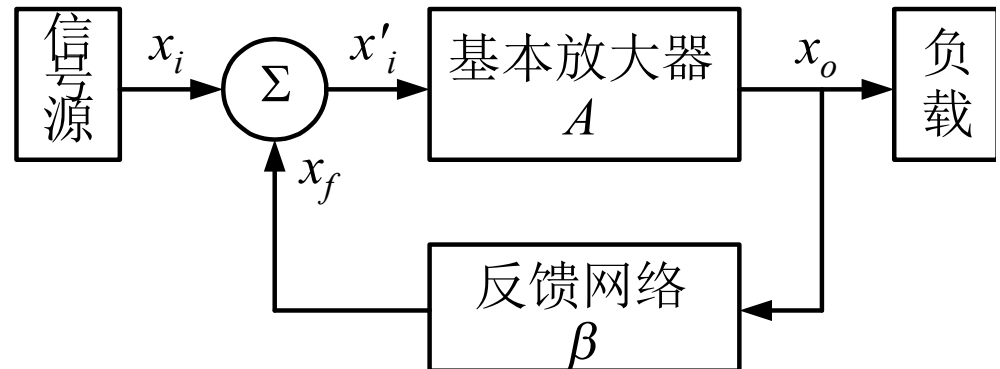 信号源
x_i
Σ
x'_i
基本放大器
A
x_o
负载
x_f
反馈网络
β